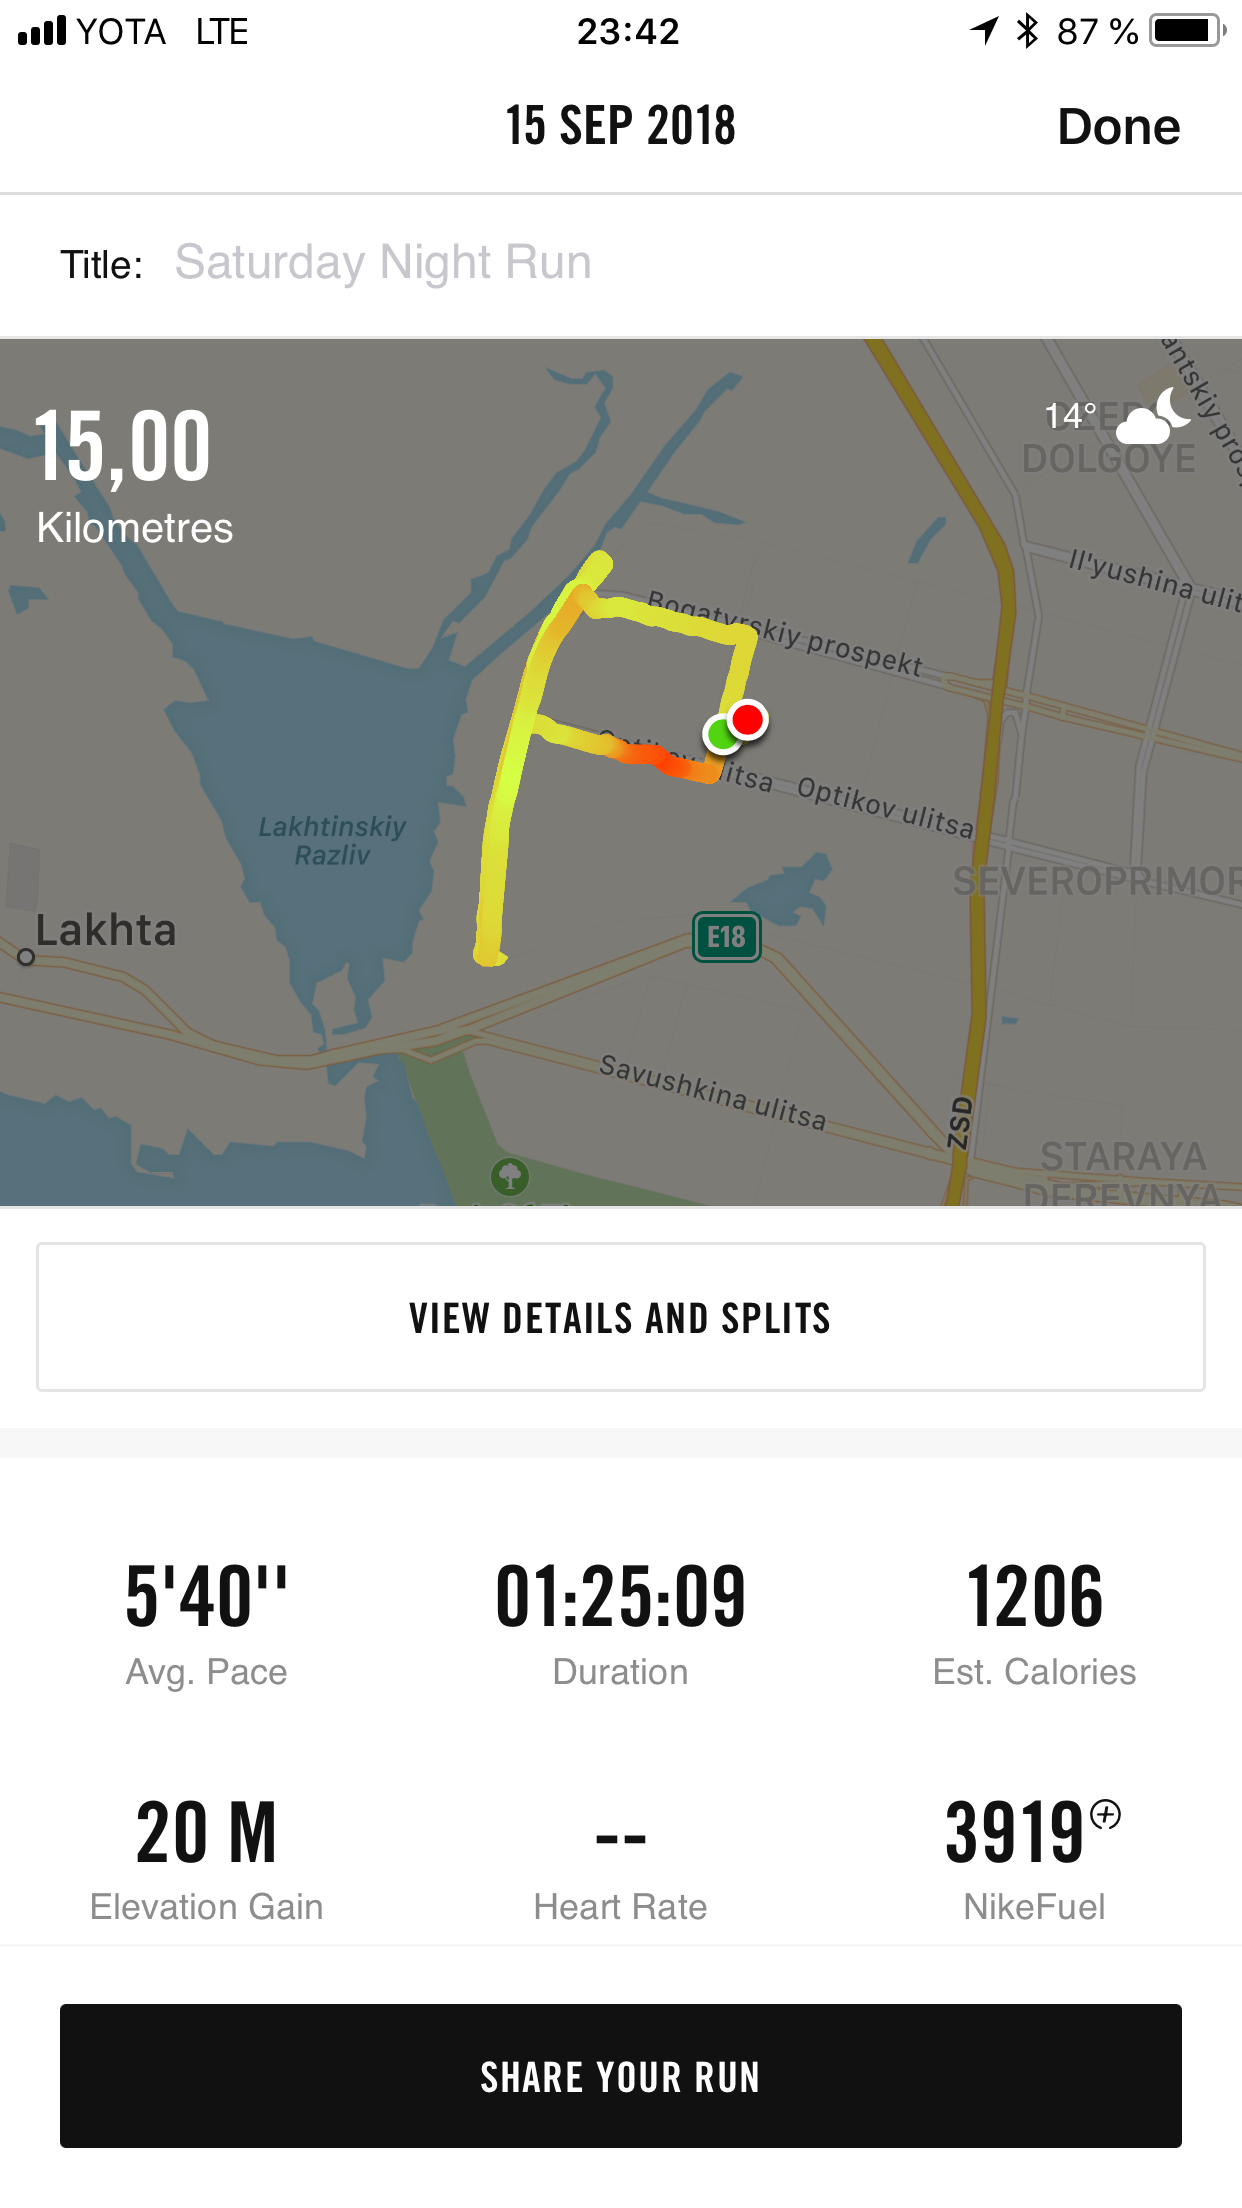 YOTA LTE 23:42 87 %
15 SEP 2018 Done
Title: Saturday Night Run
15,00
Kilometres
14°
DOLGOYE
Il'yushina
Bogatyrskiy prospekt
Optikov ulitsa
Optikov ulitsa
Lakhtinskiy
Razliv
SEVEROPRIMOR
Lakhta
E18
Savushkina ulitsa
ZSD
STARAYA
DEREVNYA
VIEW DETAILS AND SPLITS
5'40'' 01:25:09 1206
Avg. Pace Duration Est. Calories
20 M -- 3919
Elevation Gain Heart Rate NikeFuel
SHARE YOUR RUN